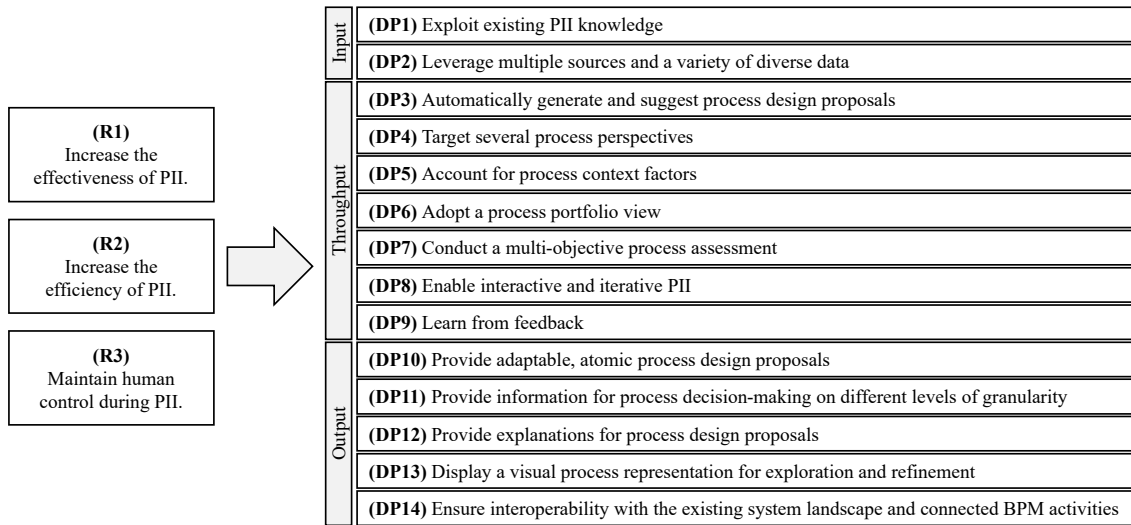 (R1)
Increase the
effectiveness of PII.
(R2)
Increase the
efficiency of PII.
(R3)
Maintain human
control during PII.
Input
(DP1) Exploit existing PII knowledge
(DP2) Leverage multiple sources and a variety of diverse data
Throughput
(DP3) Automatically generate and suggest process design proposals
(DP4) Target several process perspectives
(DP5) Account for process context factors
(DP6) Adopt a process portfolio view
(DP7) Conduct a multi-objective process assessment
(DP8) Enable interactive and iterative PII
(DP9) Learn from feedback
Output
(DP10) Provide adaptable, atomic process design proposals
(DP11) Provide information for process decision-making on different levels of granularity
(DP12) Provide explanations for process design proposals
(DP13) Display a visual process representation for exploration and refinement
(DP14) Ensure interoperability with the existing system landscape and connected BPM activities